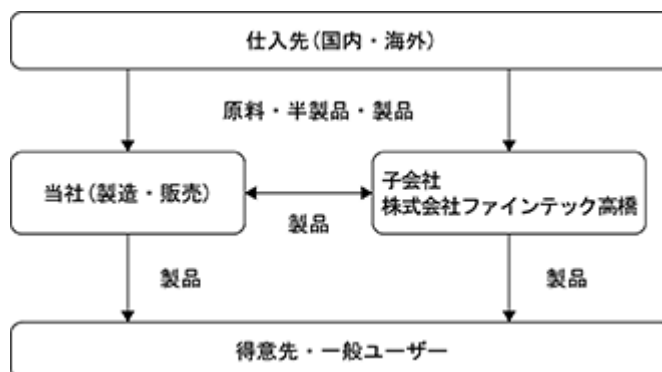 仕入先(国内・海外)
原料・半製品・製品
当社(製造・販売)
子会社
株式会社ファインテック高橋
製品
製品
製品
得意先・一般ユーザー